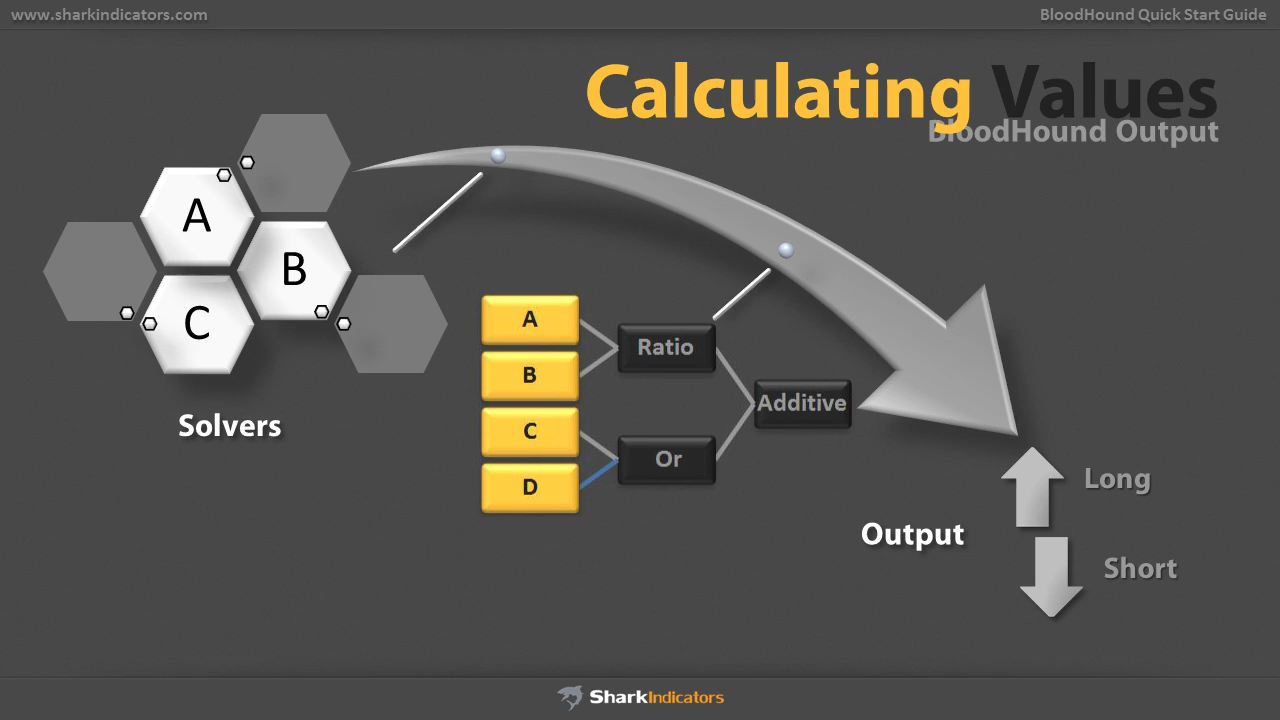 www.sharkindicators.com
BloodHound Quick Start Guide
Calculating Values
BloodHound Output
A
B
C
Solvers
A
B
C
D
Ratio
Or
Additive
Output
Long
Short
SharkIndicators